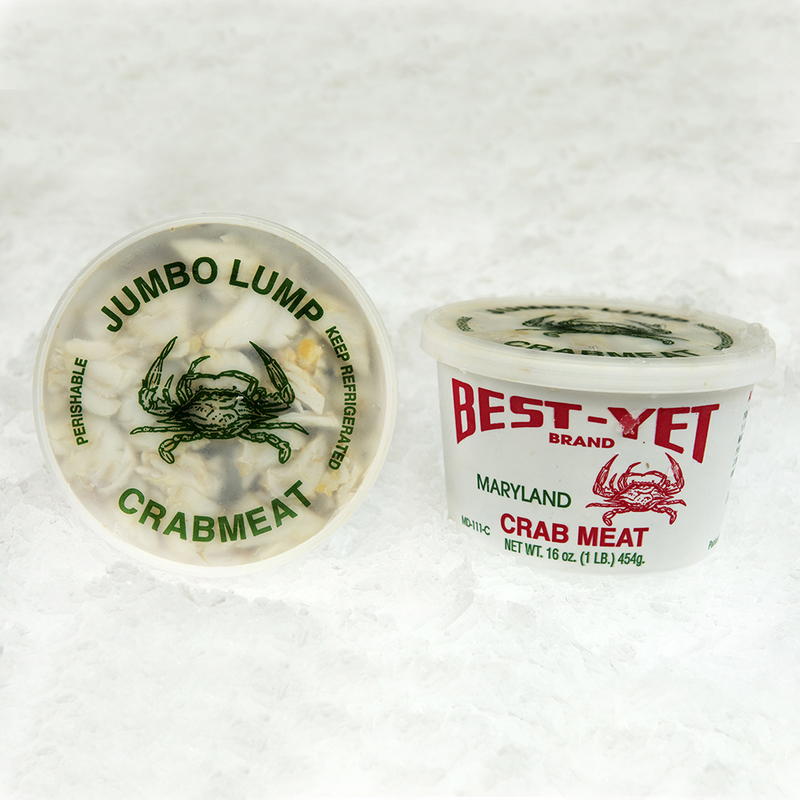 JUMBO LUMP
PERISHABLE
KEEP REFRIGERATED
CRABMEAT
JUMBO LUMP
CRABMEAT
BEST-YET
BRAND
MARYLAND
MD-111-C
CRAB MEAT
NET WT. 16 oz. (1 LB.) 454g.